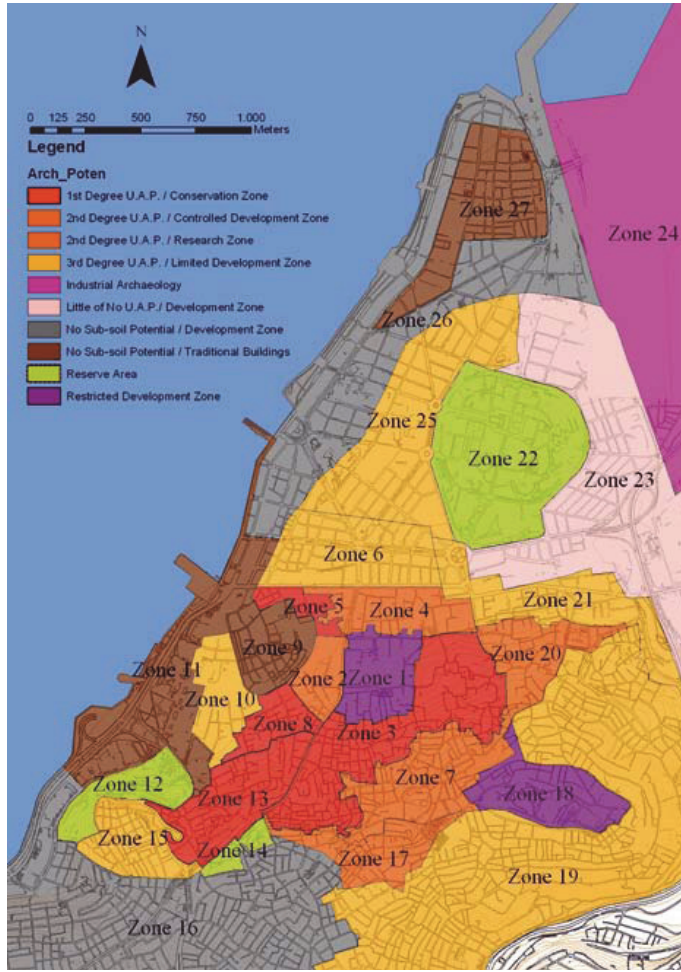 N
0 125 250 500 750 1.000
Meters
Legend
Arch_Poten
1st Degree U.A.P. / Conservation Zone
2nd Degree U.A.P. / Controlled Development Zone
2nd Degree U.A.P. / Research Zone
3rd Degree U.A.P. / Limited Development Zone
Industrial Archaeology
Little of No U.A.P./ Development Zone
No Sub-soil Potential / Development Zone
No Sub-soil Potential / Traditional Buildings
Reserve Area
Restricted Development Zone
Zone 27
Zone 24
Zone 26
Zone 25
Zone 22
Zone 23
Zone 6
Zone 5
Zone 4
Zone 21
Zone 9
Zone 11
Zone 2
Zone 1
Zone 20
Zone 10
Zone 8
Zone 3
Zone 12
Zone 7
Zone 13
Zone 18
Zone 15
Zone 14
Zone 17
Zone 19
Zone 16